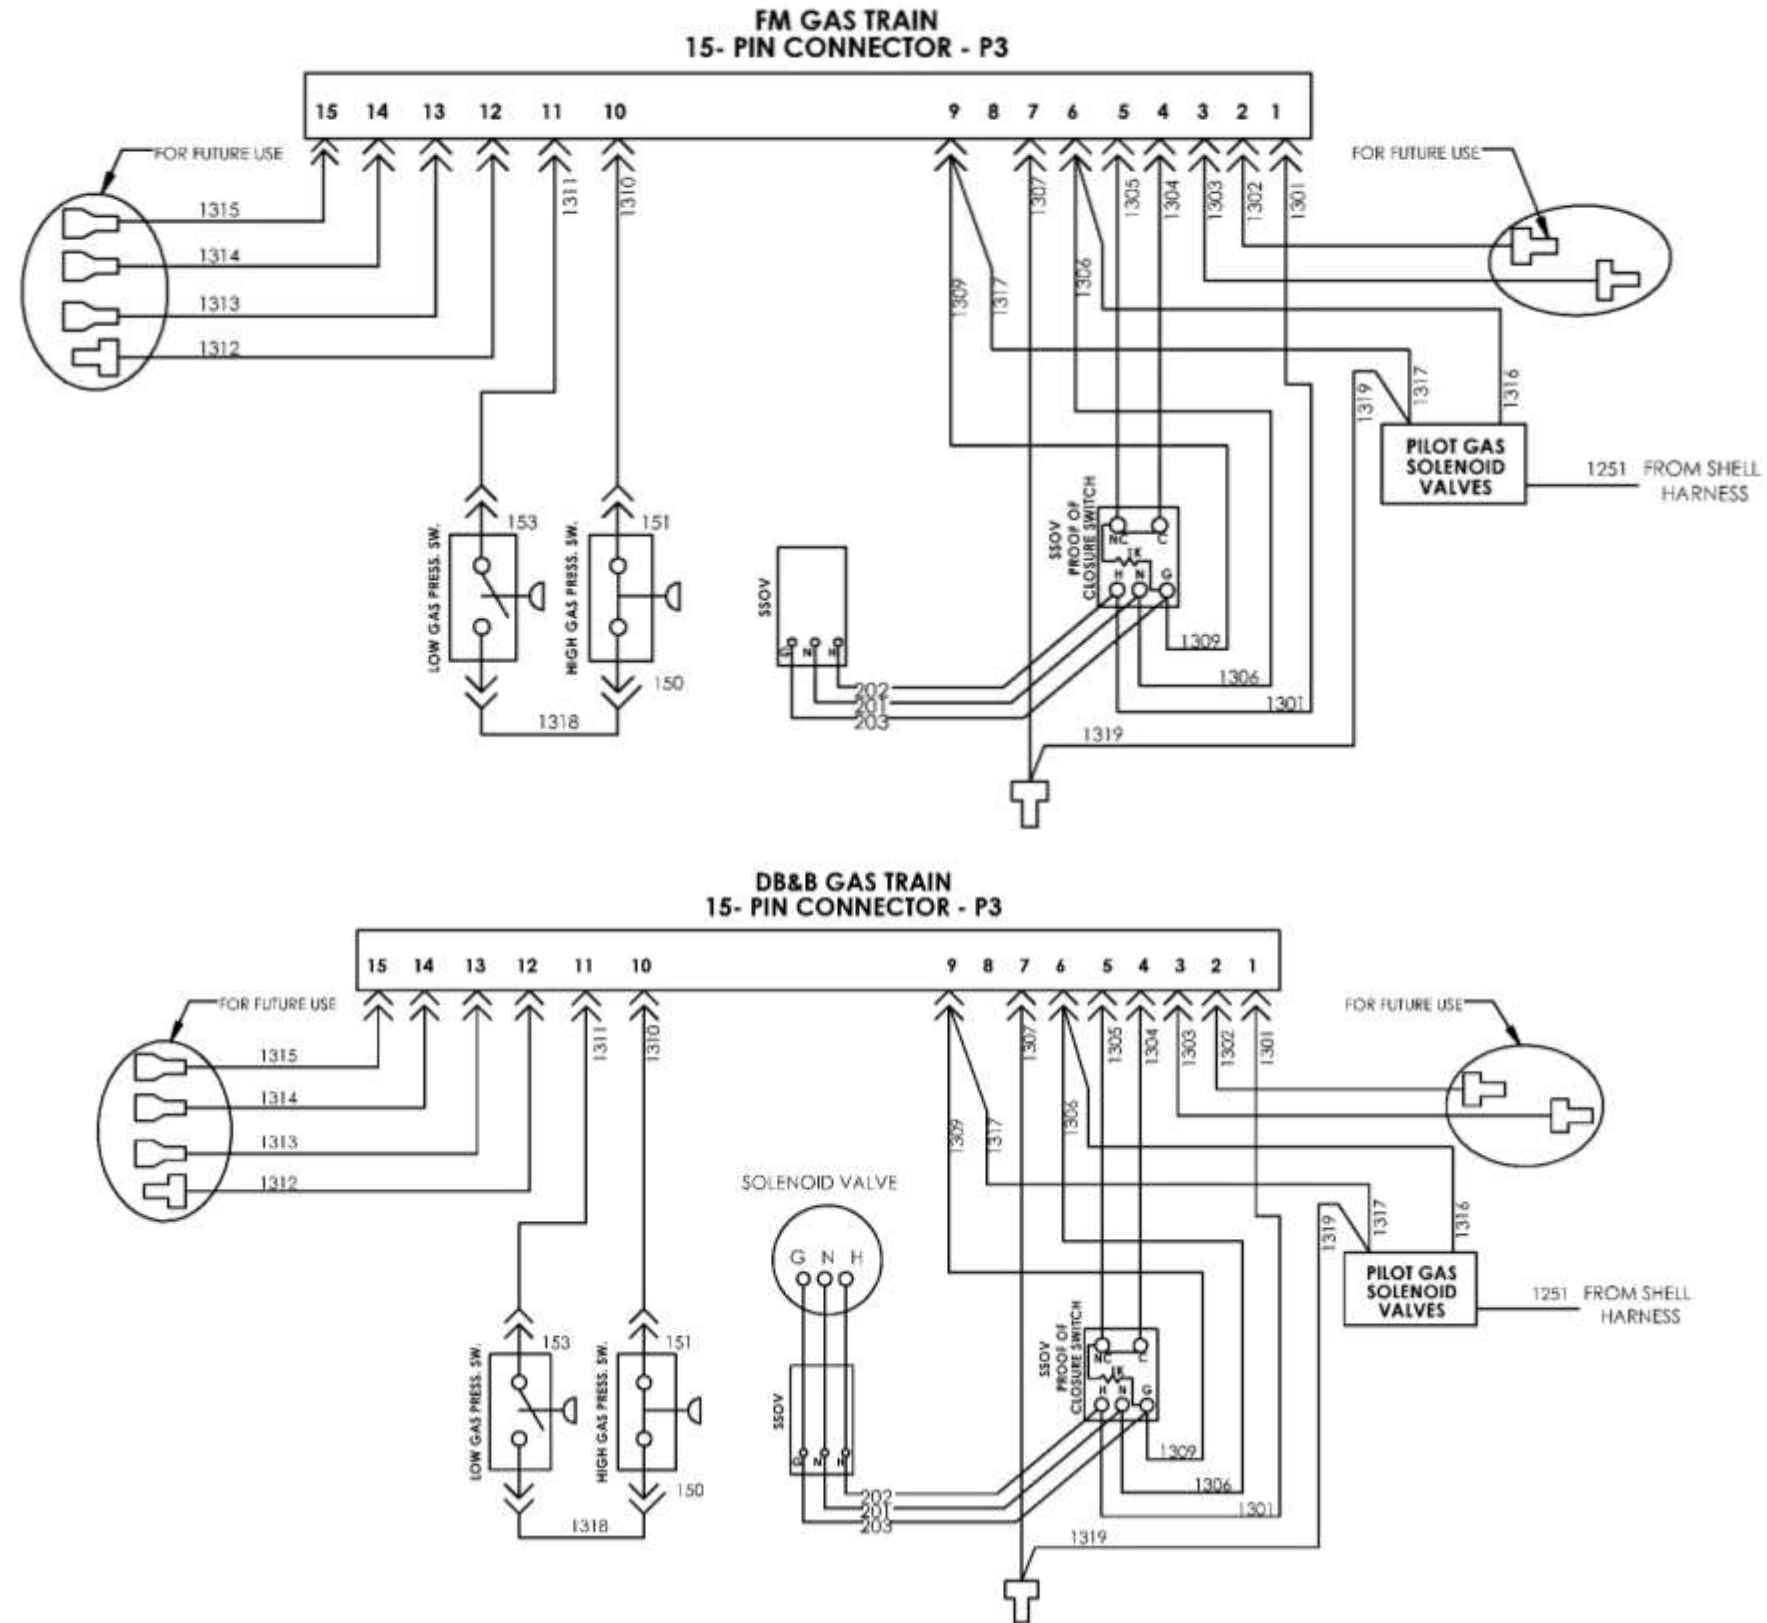 FM GAS TRAIN
15- PIN CONNECTOR - P3
15 14 13 12 11 10 9 8 7 6 5 4 3 2 1
FOR FUTURE USE
FOR FUTURE USE
1311
1310
1307
1305
1304
1303
1302
1301
1315
1314
1313
1312
1309
1317
1306
1319
1317
1316
PILOT GAS
SOLENOID
VALVES
1251 FROM SHELL
HARNESS
LOW GAS PRESS. SW.
153
HIGH GAS PRESS. SW.
151
150
1318
SSOV
G N H
SSOV
PROOF OF
CLOSURE SWITCH
NC C
1K
H N G
1309
1306
1301
202
201
203
1319
DB&B GAS TRAIN
15- PIN CONNECTOR - P3
15 14 13 12 11 10 9 8 7 6 5 4 3 2 1
FOR FUTURE USE
FOR FUTURE USE
1311
1310
1307
1305
1304
1303
1302
1301
1315
1314
1313
1312
1309
1317
1306
SOLENOID VALVE
G N H
1319
1317
1316
PILOT GAS
SOLENOID
VALVES
1251 FROM SHELL
HARNESS
LOW GAS PRESS. SW.
153
HIGH GAS PRESS. SW.
151
150
1318
SSOV
G N H
SSOV
PROOF OF
CLOSURE SWITCH
NC C
1K
H N G
1309
1306
1301
202
201
203
1319